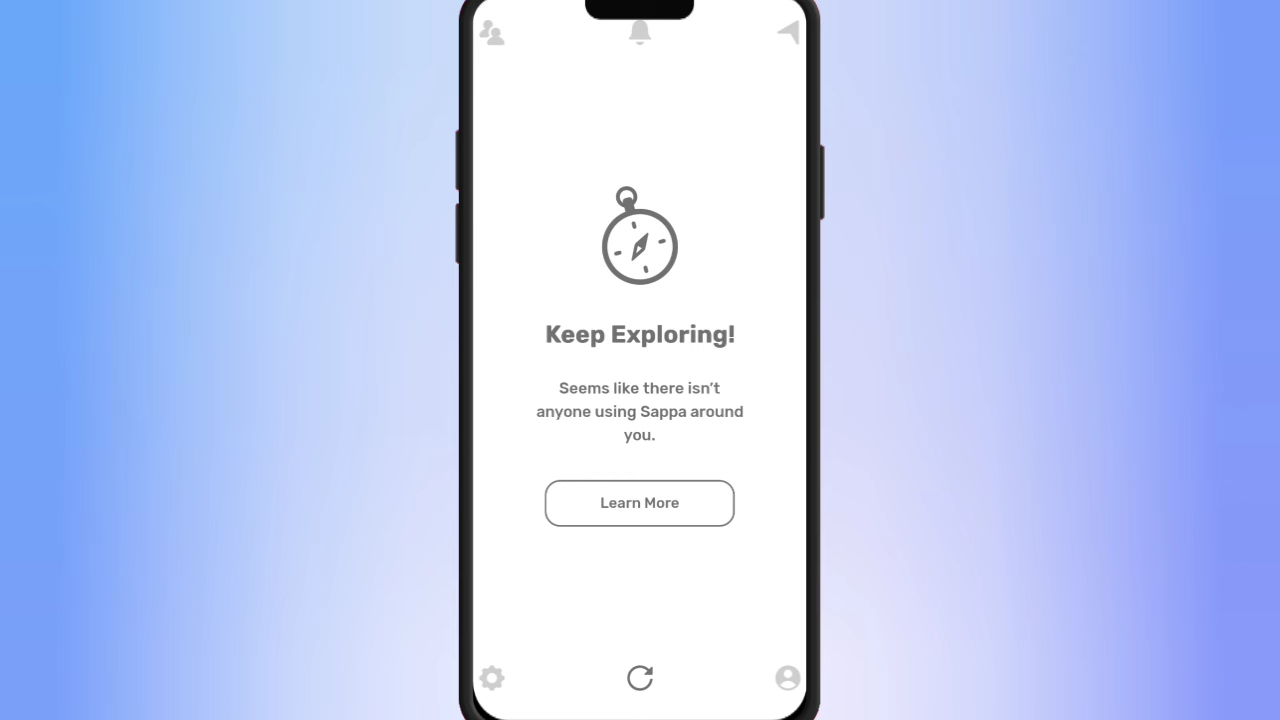 Keep Exploring!
Seems like there isn’t
anyone using Sappa around
you.
Learn More